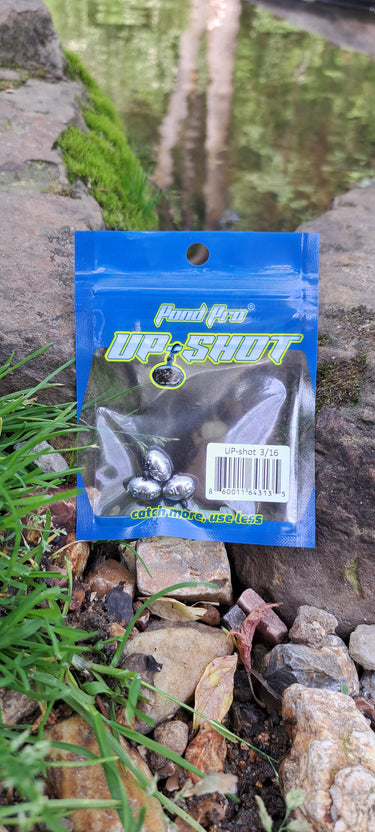 Pond Pro®
UP-SHOT
UP-shot 3/16
8 60011 64313 5
catch more, use less